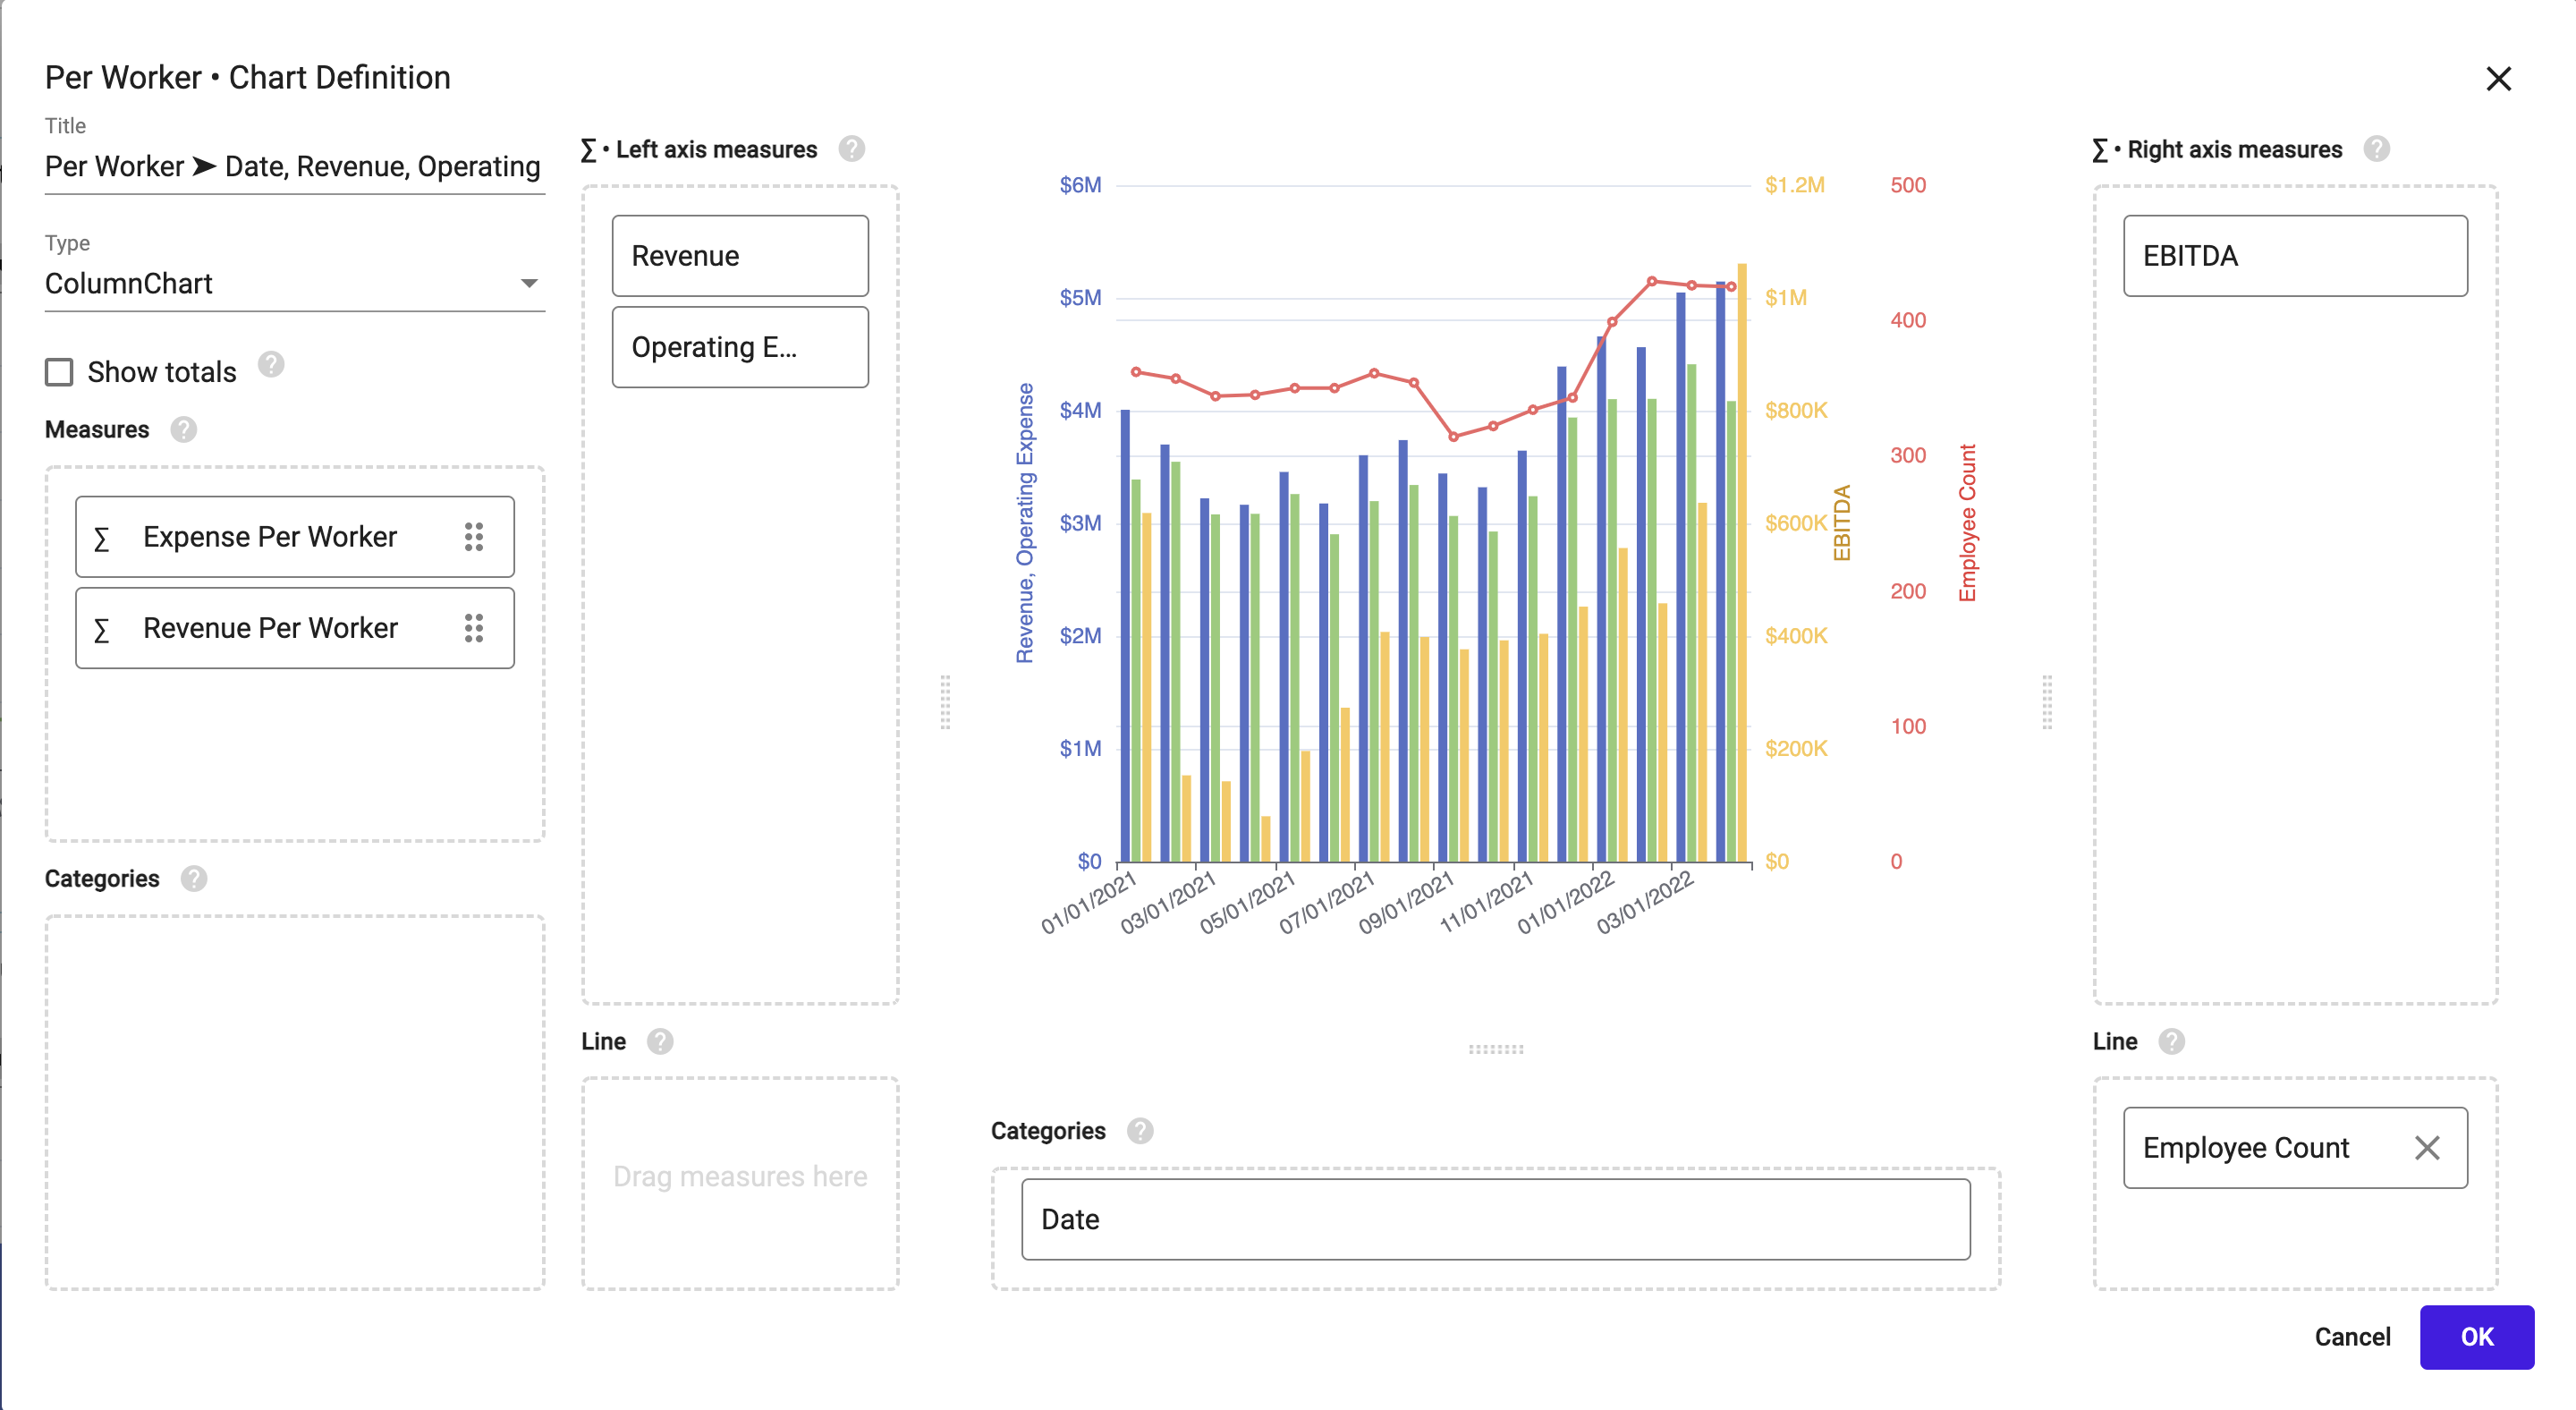 Per Worker • Chart Definition
Title
Per Worker ➤ Date, Revenue, Operating
Type
ColumnChart
Show totals
Measures
∑ Expense Per Worker
∑ Revenue Per Worker
Categories
∑ • Left axis measures
Revenue
Operating E...
Line
Drag measures here
$6M
$5M
$4M
$3M
$2M
$1M
$0
Revenue, Operating Expense
$1.2M
$1M
$800K
$600K
$400K
$200K
$0
EBITDA
500
400
300
200
100
0
Employee Count
01/01/2021
03/01/2021
05/01/2021
07/01/2021
09/01/2021
11/01/2021
01/01/2022
03/01/2022
Categories
Date
∑ • Right axis measures
EBITDA
Line
Employee Count
Cancel
OK